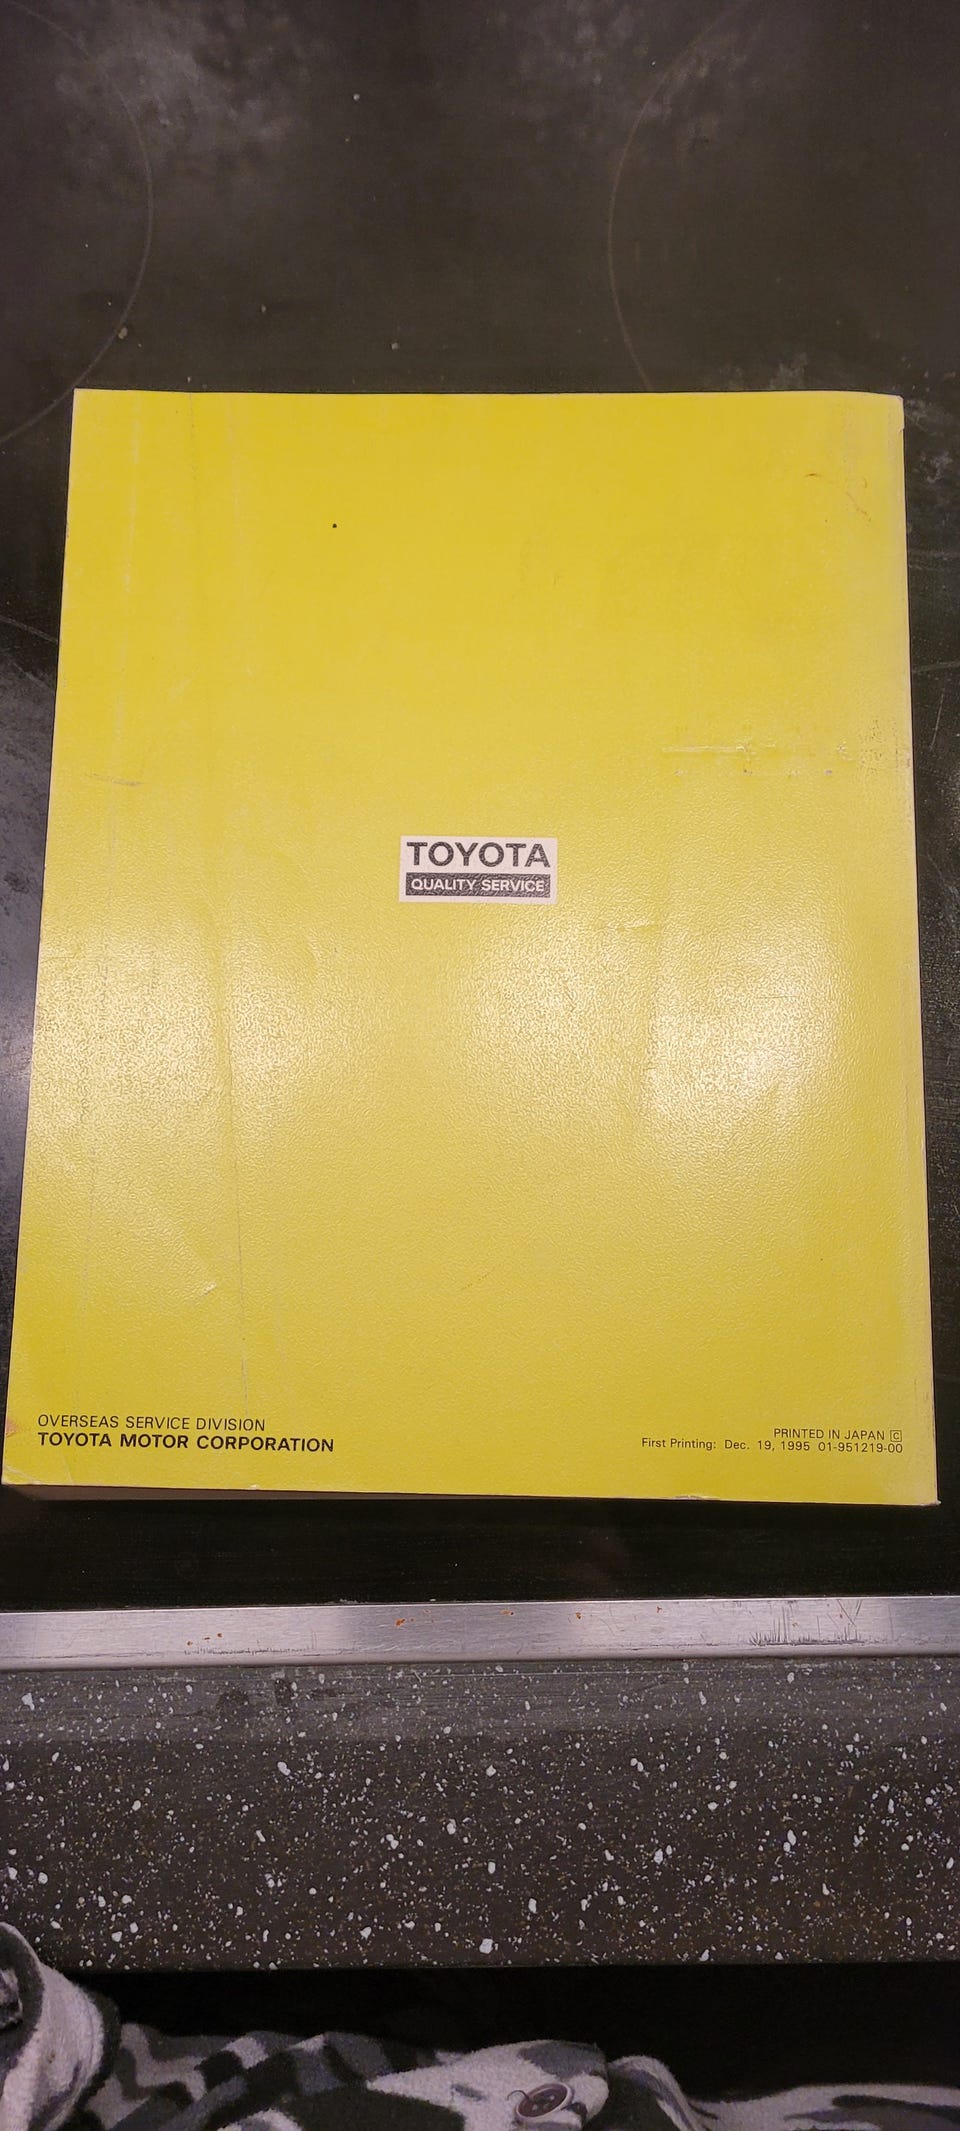 TOYOTA
QUALITY SERVICE
OVERSEAS SERVICE DIVISION
TOYOTA MOTOR CORPORATION
PRINTED IN JAPAN C
First Printing: Dec. 19, 1995 01-951219-00